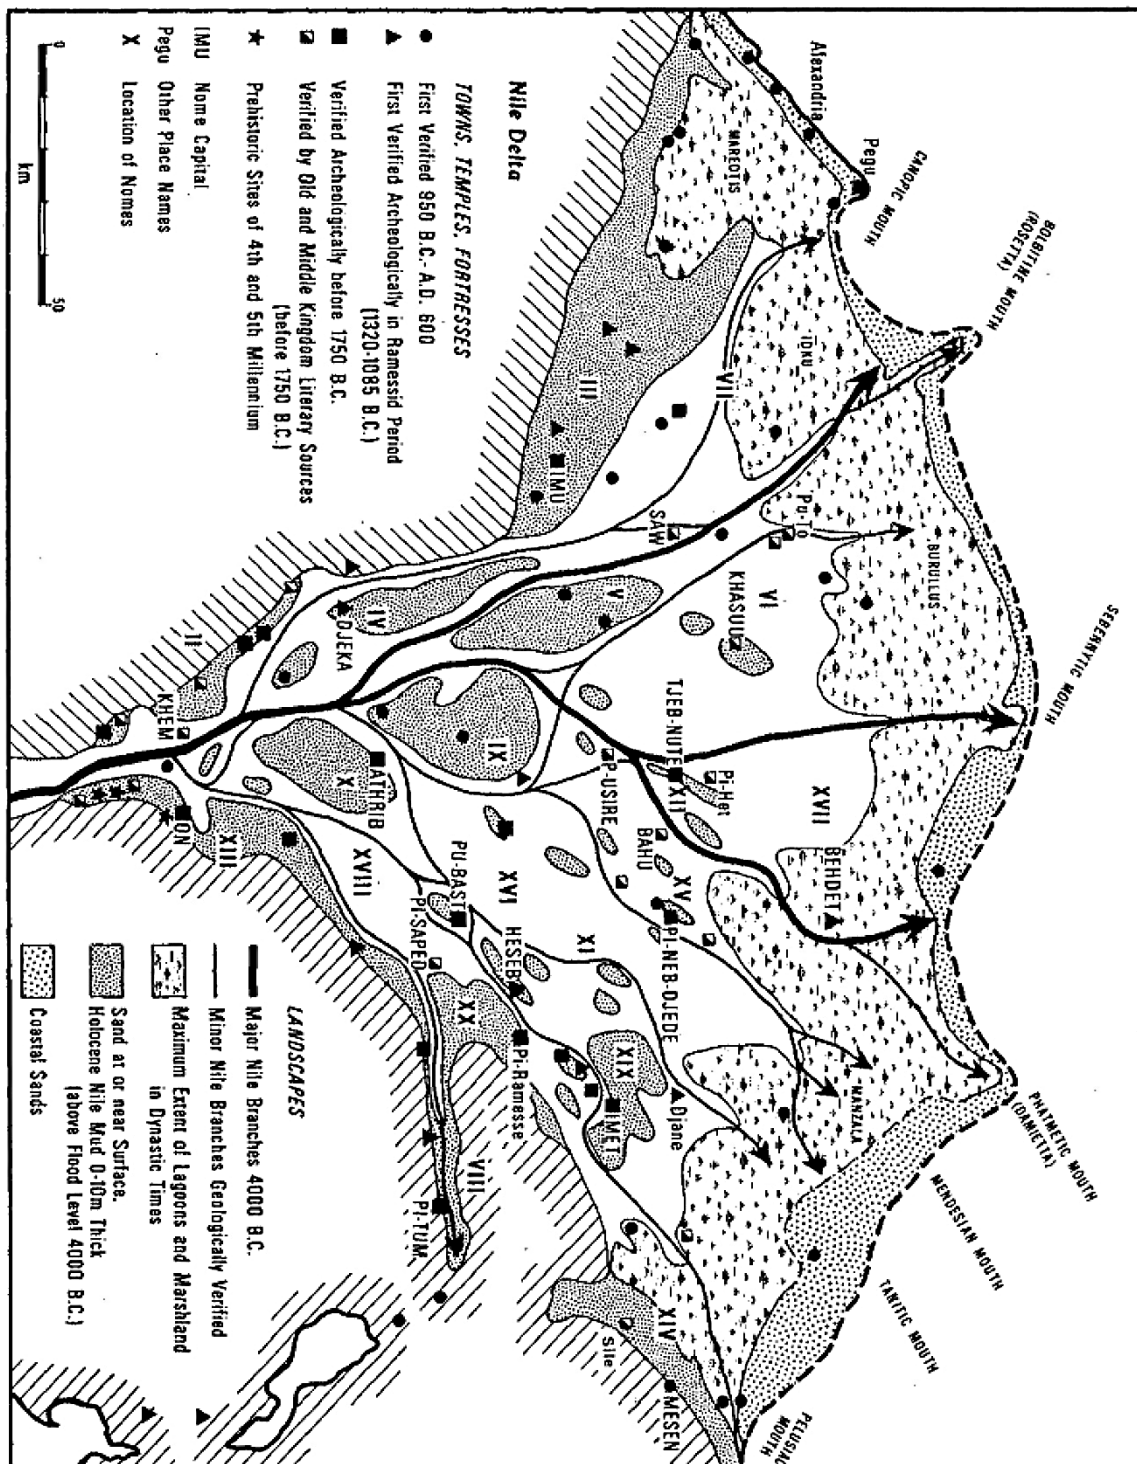 Nile Delta
TOWNS, TEMPLES, FORTRESSES
First Verified 950 B.C.- A.D. 600
First Verified Archeologically in Ramessid Period
(1320-1085 B.C.)
Verified Archeologically before 1750 B.C.
Verified by Old and Middle Kingdom Literary Sources
(before 1750 B.C.)
Prehistoric Sites of 4th and 5th Millennium
IMU Nome Capital
Pegu Other Place Names
X Location of Nomes
0 50
km
LANDSCAPES
Major Nile Branches 4000 B.C.
Minor Nile Branches Geologically Verified
Maximum Extent of Lagoons and Marshland
in Dynastic Times
Sand at or near Surface.
Holocene Nile Mud 0-10m Thick
(above Flood Level 4000 B.C.)
Coastal Sands
Alexandria
Pegu
CANOPIC MOUTH
BOLBITINE MOUTH
(ROSETTA)
SEBENNYTIC MOUTH
PHATMETIC MOUTH
(DAMIETTA)
MENDESIAN MOUTH
TANITIC MOUTH
PELUSIAC
MOUTH
MAREOTIS
IDKU
BURULLUS
MANZALA
VII
III
IMU
SAW
Pu-To
VI
KHASUU
V
IV
DJEKA
II
KHEM
IX
X
ATHRIB
ON
XIII
XVIII
TJEB-NUTE
XII
Pi-Het
P-USIRE
BAHU
XVII
BEHDET
XV
PI-NEB-DJEDE
XVI
PU-BAST
PI-SAPED
HESEB
XI
XX
Pi-Ramesse
XIX
IMET
Djane
VIII
PI-TUM
XIV
Sile
MESEN